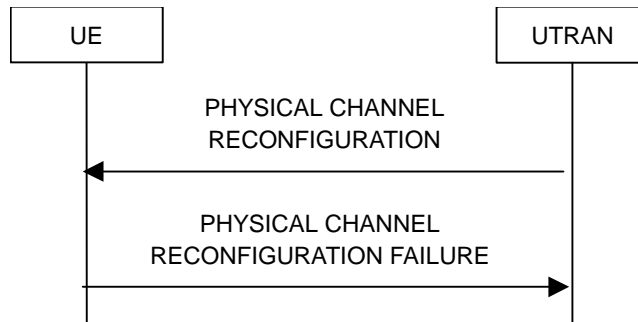 UE
UTRAN
PHYSICAL CHANNEL
RECONFIGURATION
PHYSICAL CHANNEL
RECONFIGURATION FAILURE